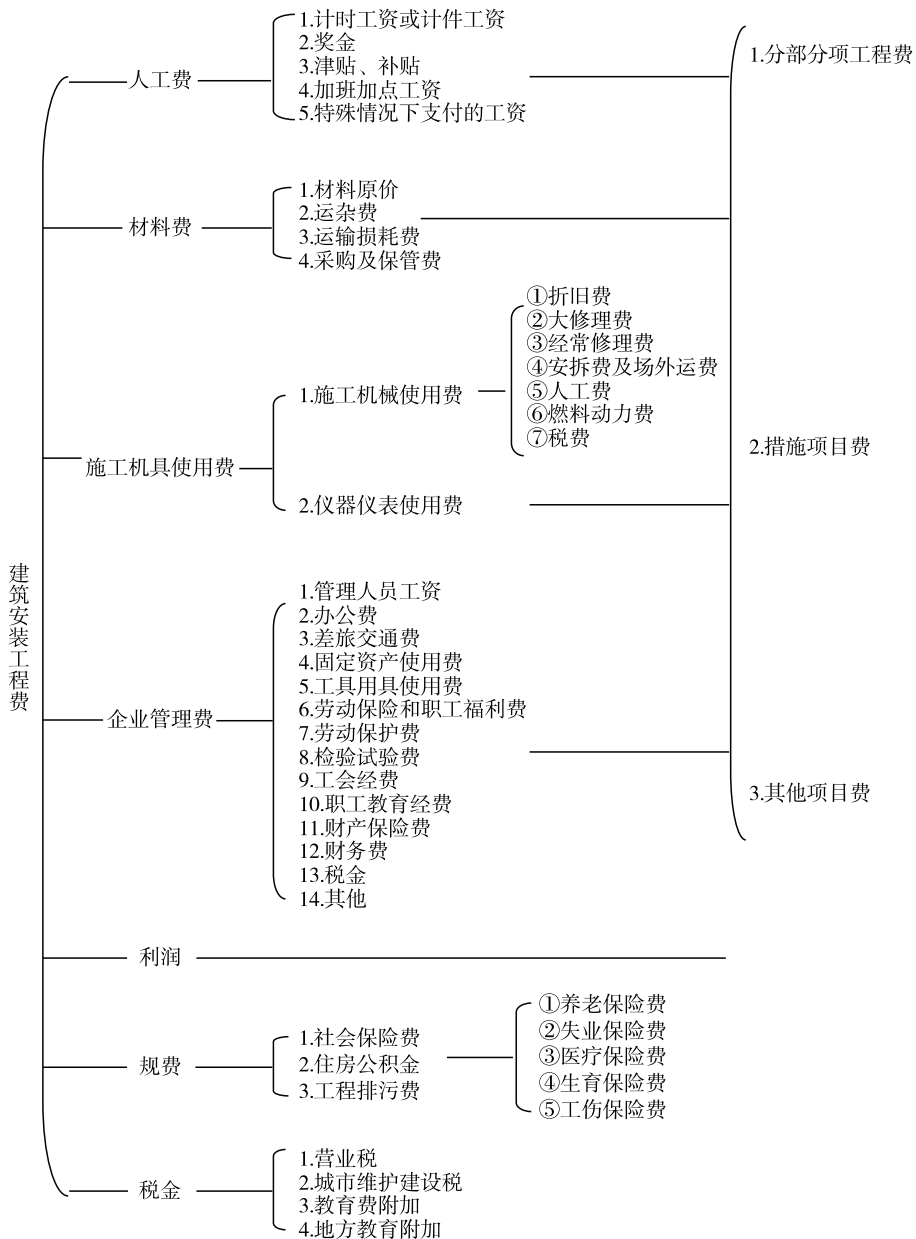 建筑安装工程费
人工费
1.计时工资或计件工资
2.奖金
3.津贴、补贴
4.加班加点工资
5.特殊情况下支付的工资
材料费
1.材料原价
2.运杂费
3.运输损耗费
4.采购及保管费
施工机具使用费
1.施工机械使用费
①折旧费
②大修理费
③经常修理费
④安拆费及场外运费
⑤人工费
⑥燃料动力费
⑦税费
2.仪器仪表使用费
企业管理费
1.管理人员工资
2.办公费
3.差旅交通费
4.固定资产使用费
5.工具用具使用费
6.劳动保险和职工福利费
7.劳动保护费
8.检验试验费
9.工会经费
10.职工教育经费
11.财产保险费
12.财务费
13.税金
14.其他
利润
规费
1.社会保险费
2.住房公积金
3.工程排污费
①养老保险费
②失业保险费
③医疗保险费
④生育保险费
⑤工伤保险费
税金
1.营业税
2.城市维护建设税
3.教育费附加
4.地方教育附加
1.分部分项工程费
2.措施项目费
3.其他项目费